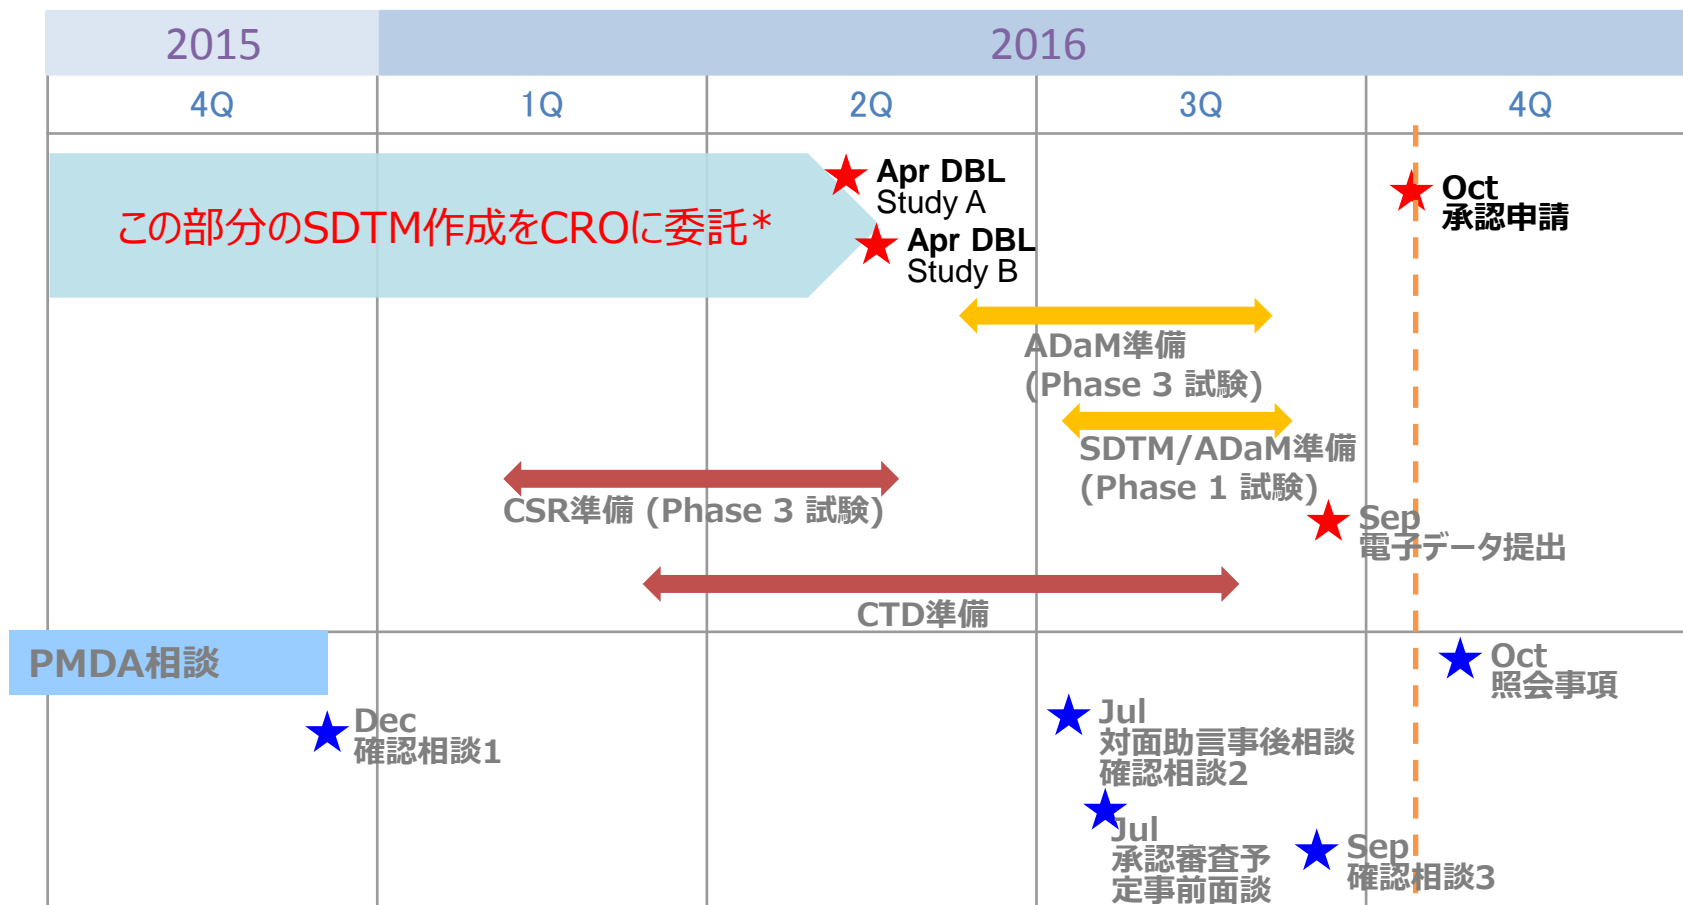 2015
2016
4Q
1Q
2Q
3Q
4Q
この部分のSDTM作成をCROに委託*
Apr DBL
Study A
Apr DBL
Study B
Oct
承認申請
ADaM準備
(Phase 3 試験)
SDTM/ADaM準備
(Phase 1 試験)
CSR準備 (Phase 3 試験)
Sep
電子データ提出
CTD準備
PMDA相談
Oct
照会事項
Dec
確認相談1
Jul
対面助言事後相談
確認相談2
Jul
承認審査予
定事前面談
Sep
確認相談3